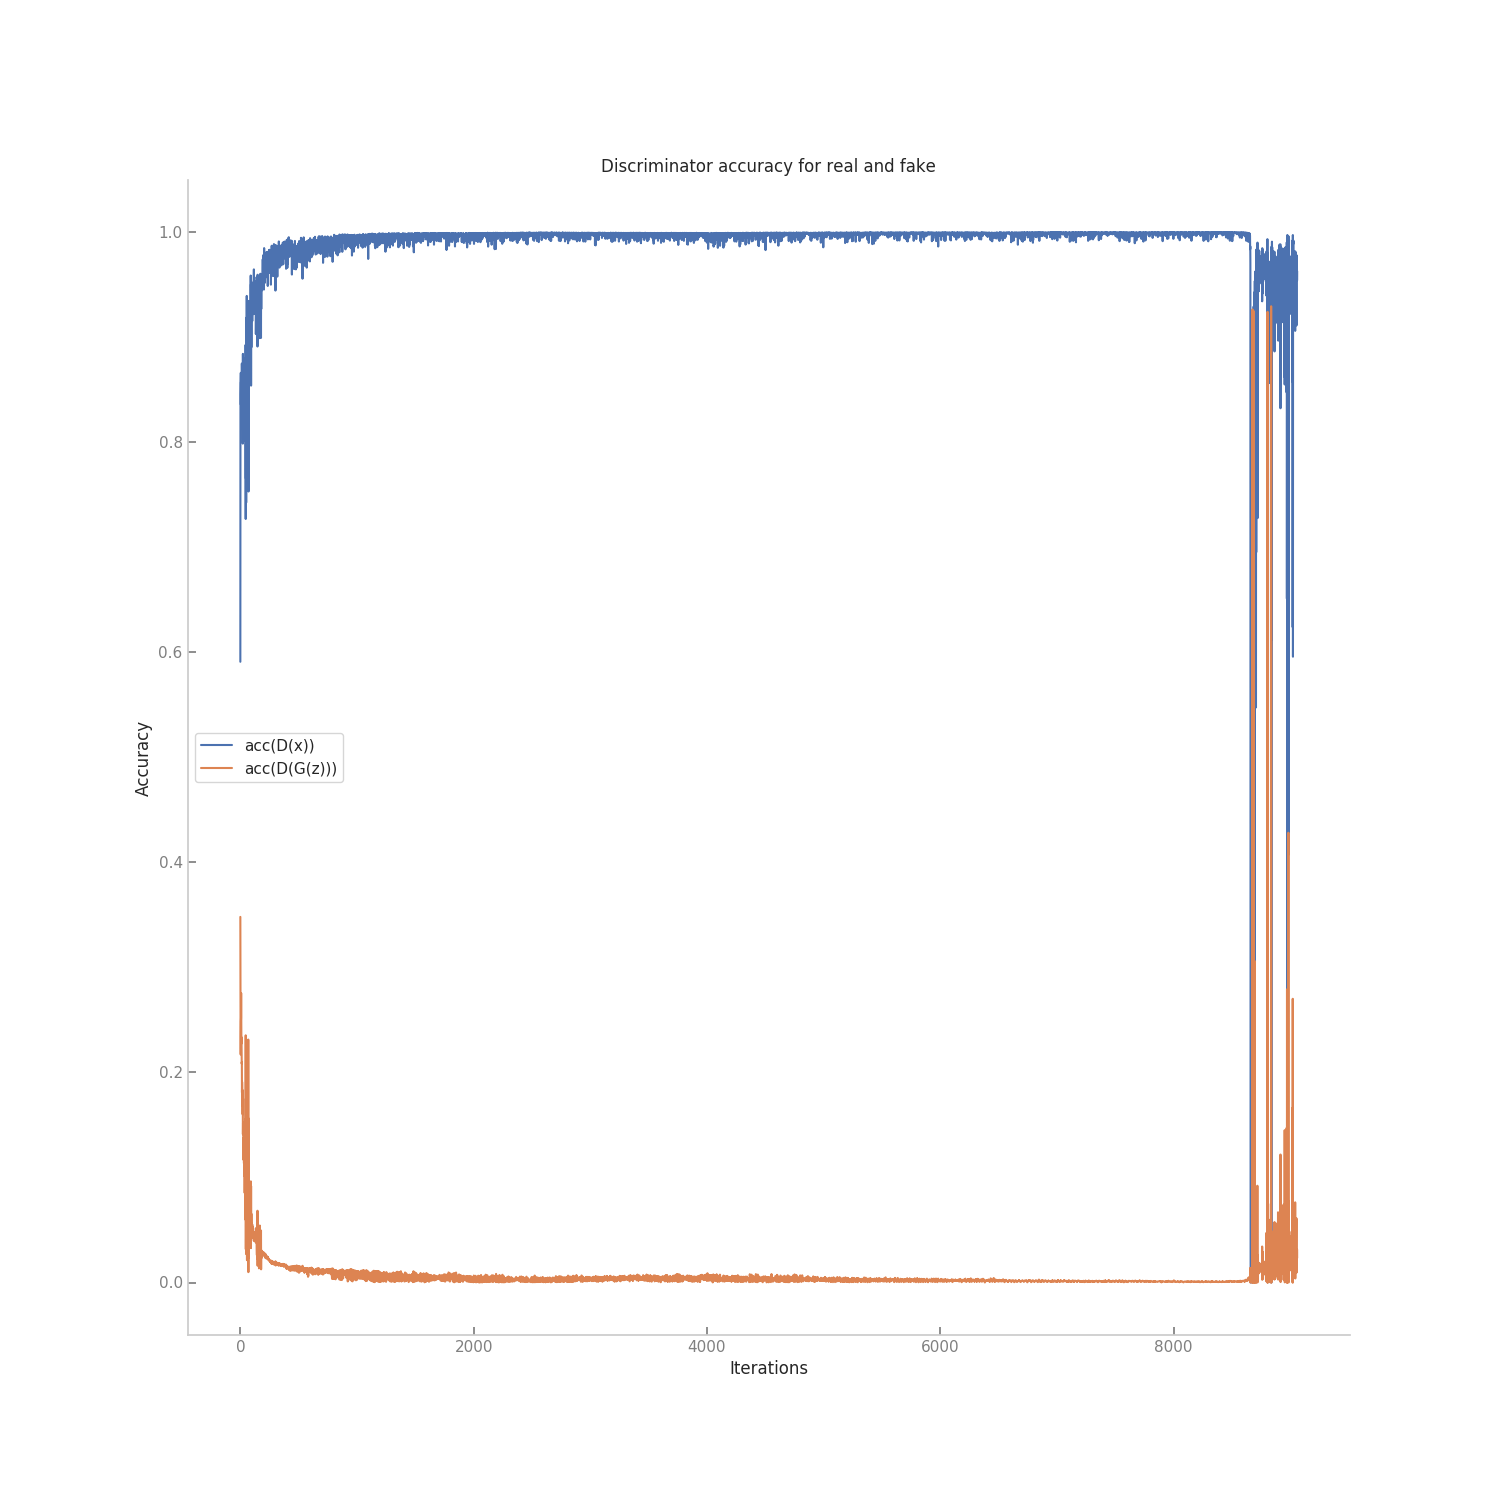 Discriminator accuracy for real and fake
1.0
0.8
0.6
0.4
0.2
0.0
Accuracy
acc(D(x))
acc(D(G(z)))
0 2000 4000 6000 8000
Iterations